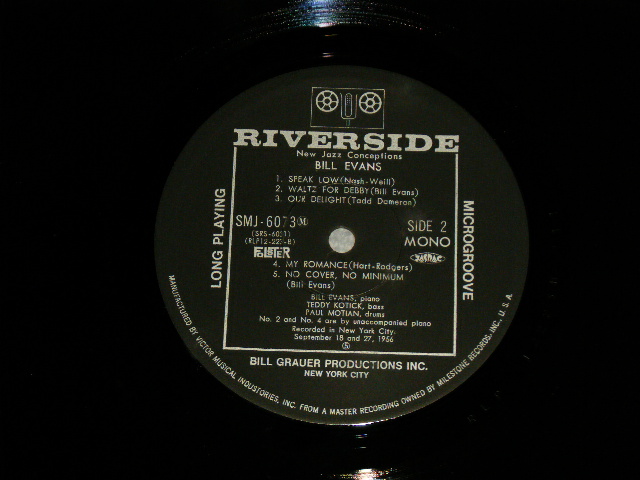 RIVERSIDE
New Jazz Conceptions
BILL EVANS
1. SPEAK LOW(Nash-Weill)
2. WALTZ FOR DEBBY(Bill Evans)
3. OUR DELIGHT(Todd Dameron)
SMJ-6073 M
SIDE 2
MONO
JASRAC
4. MY ROMANCE(Hart-Rodgers)
5. NO COVER, NO MINIMUM
(Bill Evans)
BILL EVANS, piano
TEDDY KOTICK, bass
PAUL MOTIAN, drums
No. 2 and No. 4 are by unaccompanied piano
Recorded in New York City-
September 18 and 27, 1956
LONG PLAYING
MICROGROOVE
BILL GRAUER PRODUCTIONS INC.
NEW YORK CITY
MANUFACTURED BY VICTOR MUSICAL INDUSTORIES, INC. FROM A MASTER RECORDING OWNED BY MILESTONE RECORDS, INC., U.S.A.